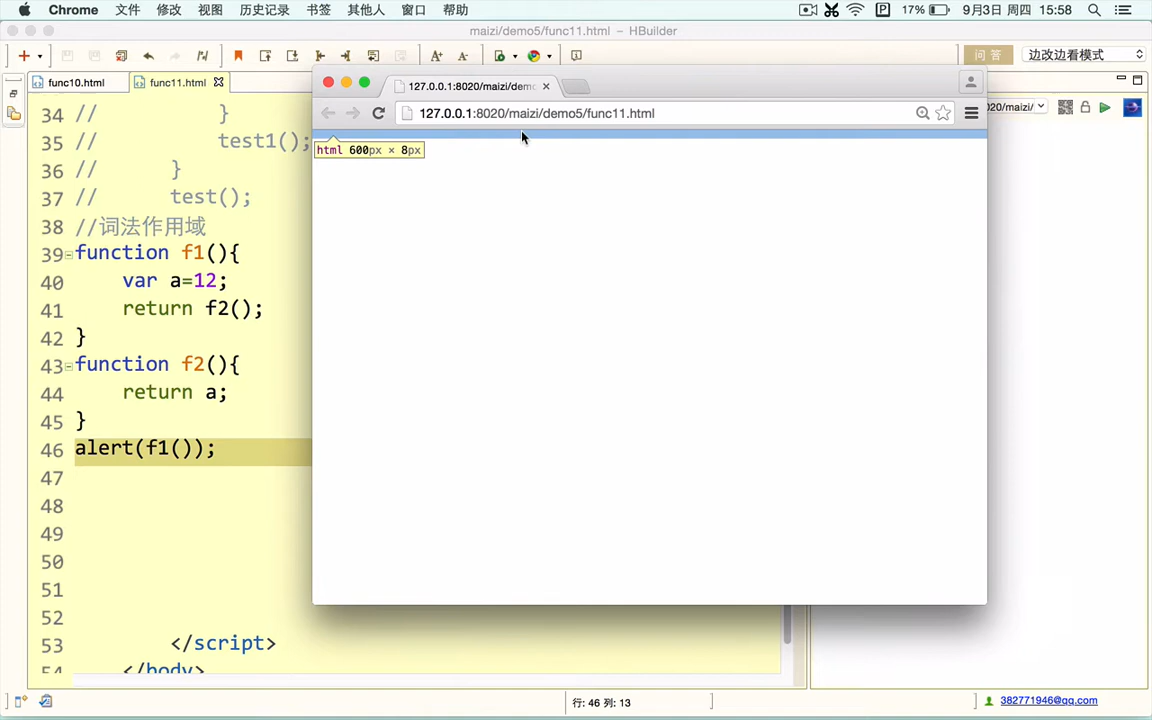 Chrome 文件 修改 视图 历史记录 书签 其他人 窗口 帮助 P 17% 9月3日 周四 15:58
maizi/demo5/func11.html – HBuilder
A+ A- 问 答 边改边看模式
func10.html func11.html
127.0.0.1:8020/maizi/demo
127.0.0.1:8020/maizi/demo5/func11.html
020/maizi/
html 600px × 8px
34 // }
35 // test1();
36 // }
37 // test();
38 //词法作用域
39 function f1(){
40 var a=12;
41 return f2();
42 }
43 function f2(){
44 return a;
45 }
46 alert(f1());
47
48
49
50
51
52
53 </script>
54 </body>
行: 46 列: 13
382771946@qq.com